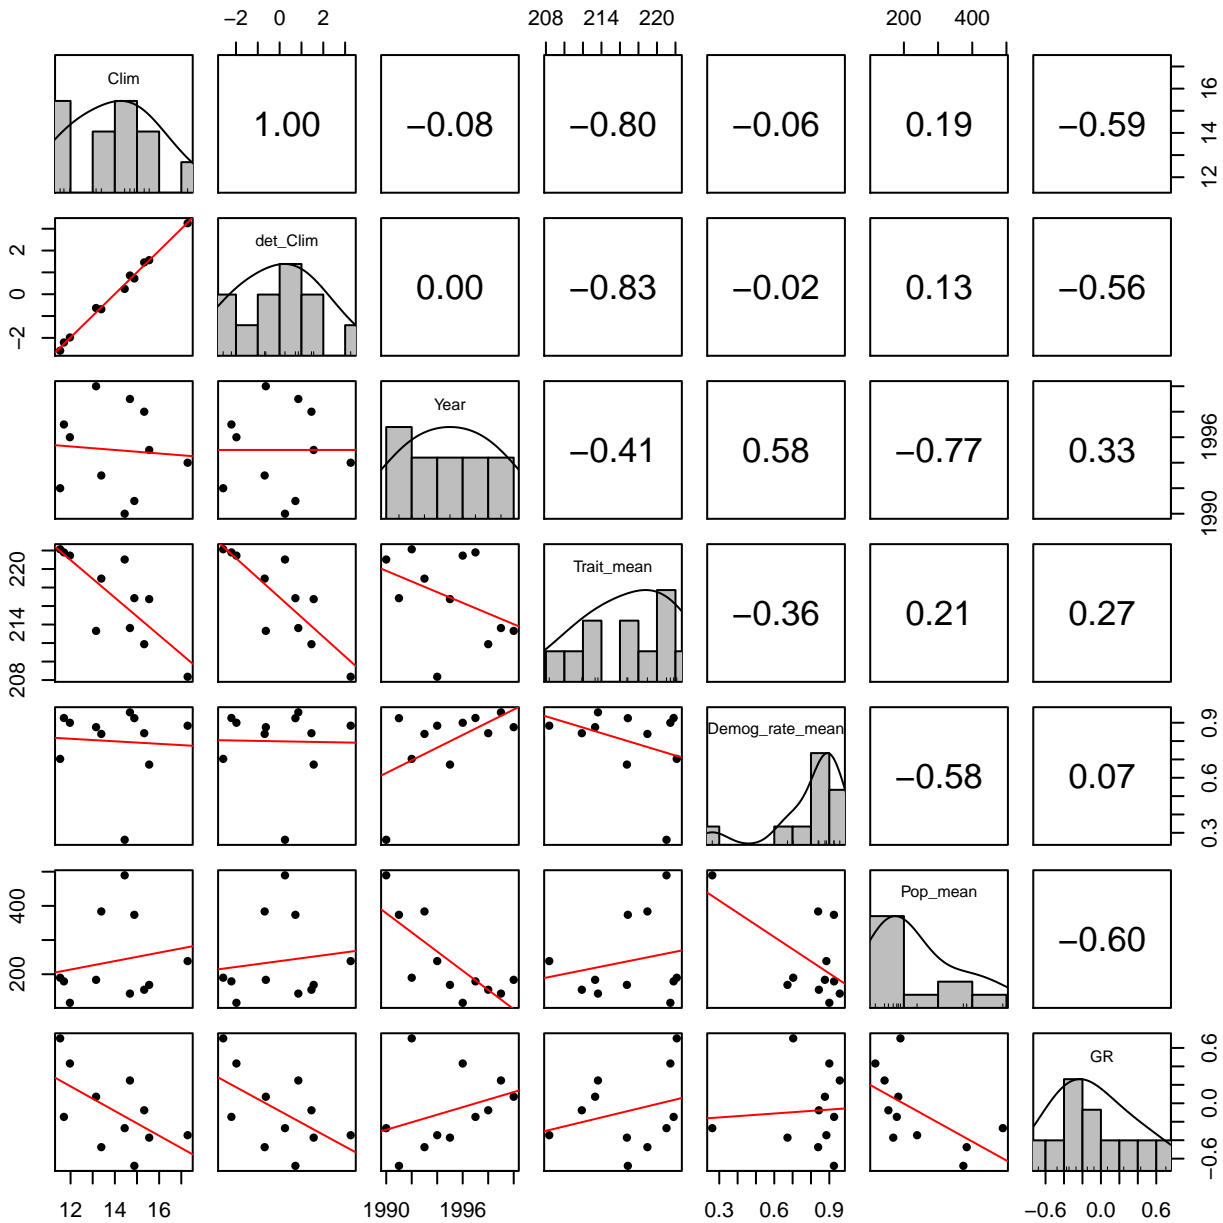 −2 0 2 208 214 220 200 400
Clim 1.00 −0.08 −0.80 −0.06 0.19 −0.59 12 14 16
−2 0 2 det_Clim 0.00 −0.83 −0.02 0.13 −0.56
Year −0.41 0.58 −0.77 0.33 1990 1996
208 214 220 Trait_mean −0.36 0.21 0.27
Demog_rate_mean −0.58 0.07 0.3 0.6 0.9
200 400 Pop_mean −0.60
GR −0.6 0.0 0.6
12 14 16 1990 1996 0.3 0.6 0.9 −0.6 0.0 0.6